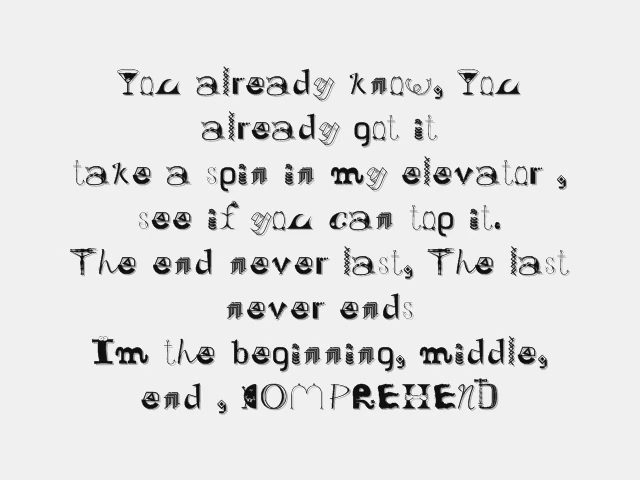 You already know, You
already got it
take a spin in my elevator ,
see if you can top it.
The end never last, The last
never ends
Im the beginning, middle,
end , COMPREHEND